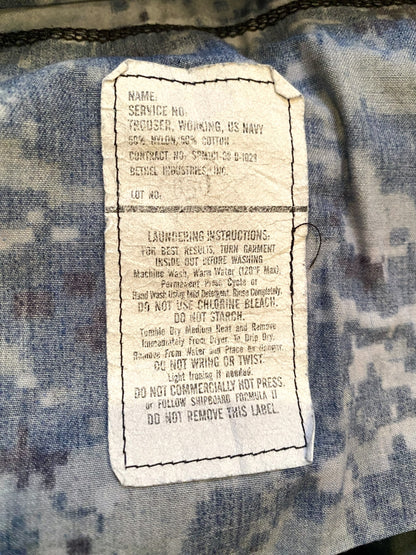 NAME:
SERVICE NO:
TROUSER, WORKING, US NAVY
50% NYLON, 50% COTTON
CONTRACT NO. SPM1C1-08-D-1024
BETHEL INDUSTRIES, INC.
LOT NO:
LAUNDERING INSTRUCTIONS:
FOR BEST RESULTS, TURN GARMENT
INSIDE OUT BEFORE WASHING
Machine Wash, Warm Water (120°F Max)
Permanent Press Cycle or
Hand Wash Using Mild Detergent. Rinse Completely.
DO NOT USE CHLORINE BLEACH.
DO NOT STARCH.
Tumble Dry Medium Heat and Remove
Immediately From Dryer. To Drip Dry,
Remove From Water and Place on Hanger.
DO NOT WRING OR TWIST.
Light Ironing if needed.
DO NOT COMMERCIALLY HOT PRESS.
or FOLLOW SHIPBOARD FORMULA II
DO NOT REMOVE THIS LABEL.